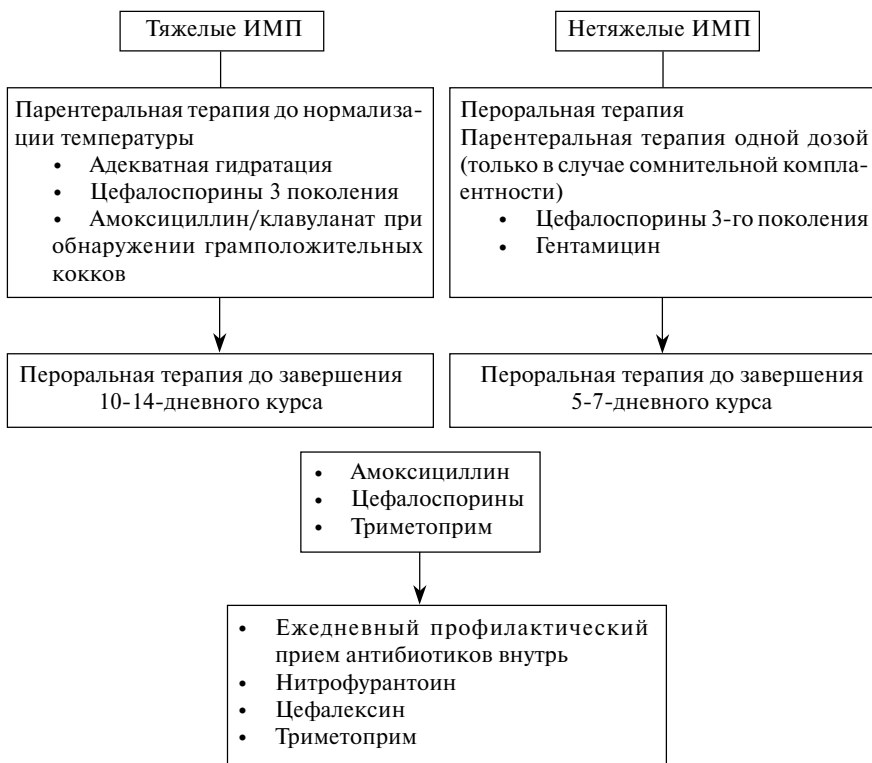 Тяжелые ИМП
Парентеральная терапия до нормализа-
ции температуры
• Адекватная гидратация
• Цефалоспорины 3 поколения
• Амоксициллин/клавуланат при
обнаружении грамположительных
кокков
Пероральная терапия до завершения
10-14-дневного курса
Нетяжелые ИМП
Пероральная терапия
Парентеральная терапия одной дозой
(только в случае сомнительной компла-
ентности)
• Цефалоспорины 3-го поколения
• Гентамицин
Пероральная терапия до завершения
5-7-дневного курса
• Амоксициллин
• Цефалоспорины
• Триметоприм
• Ежедневный профилактический
прием антибиотиков внутрь
• Нитрофурантоин
• Цефалексин
• Триметоприм